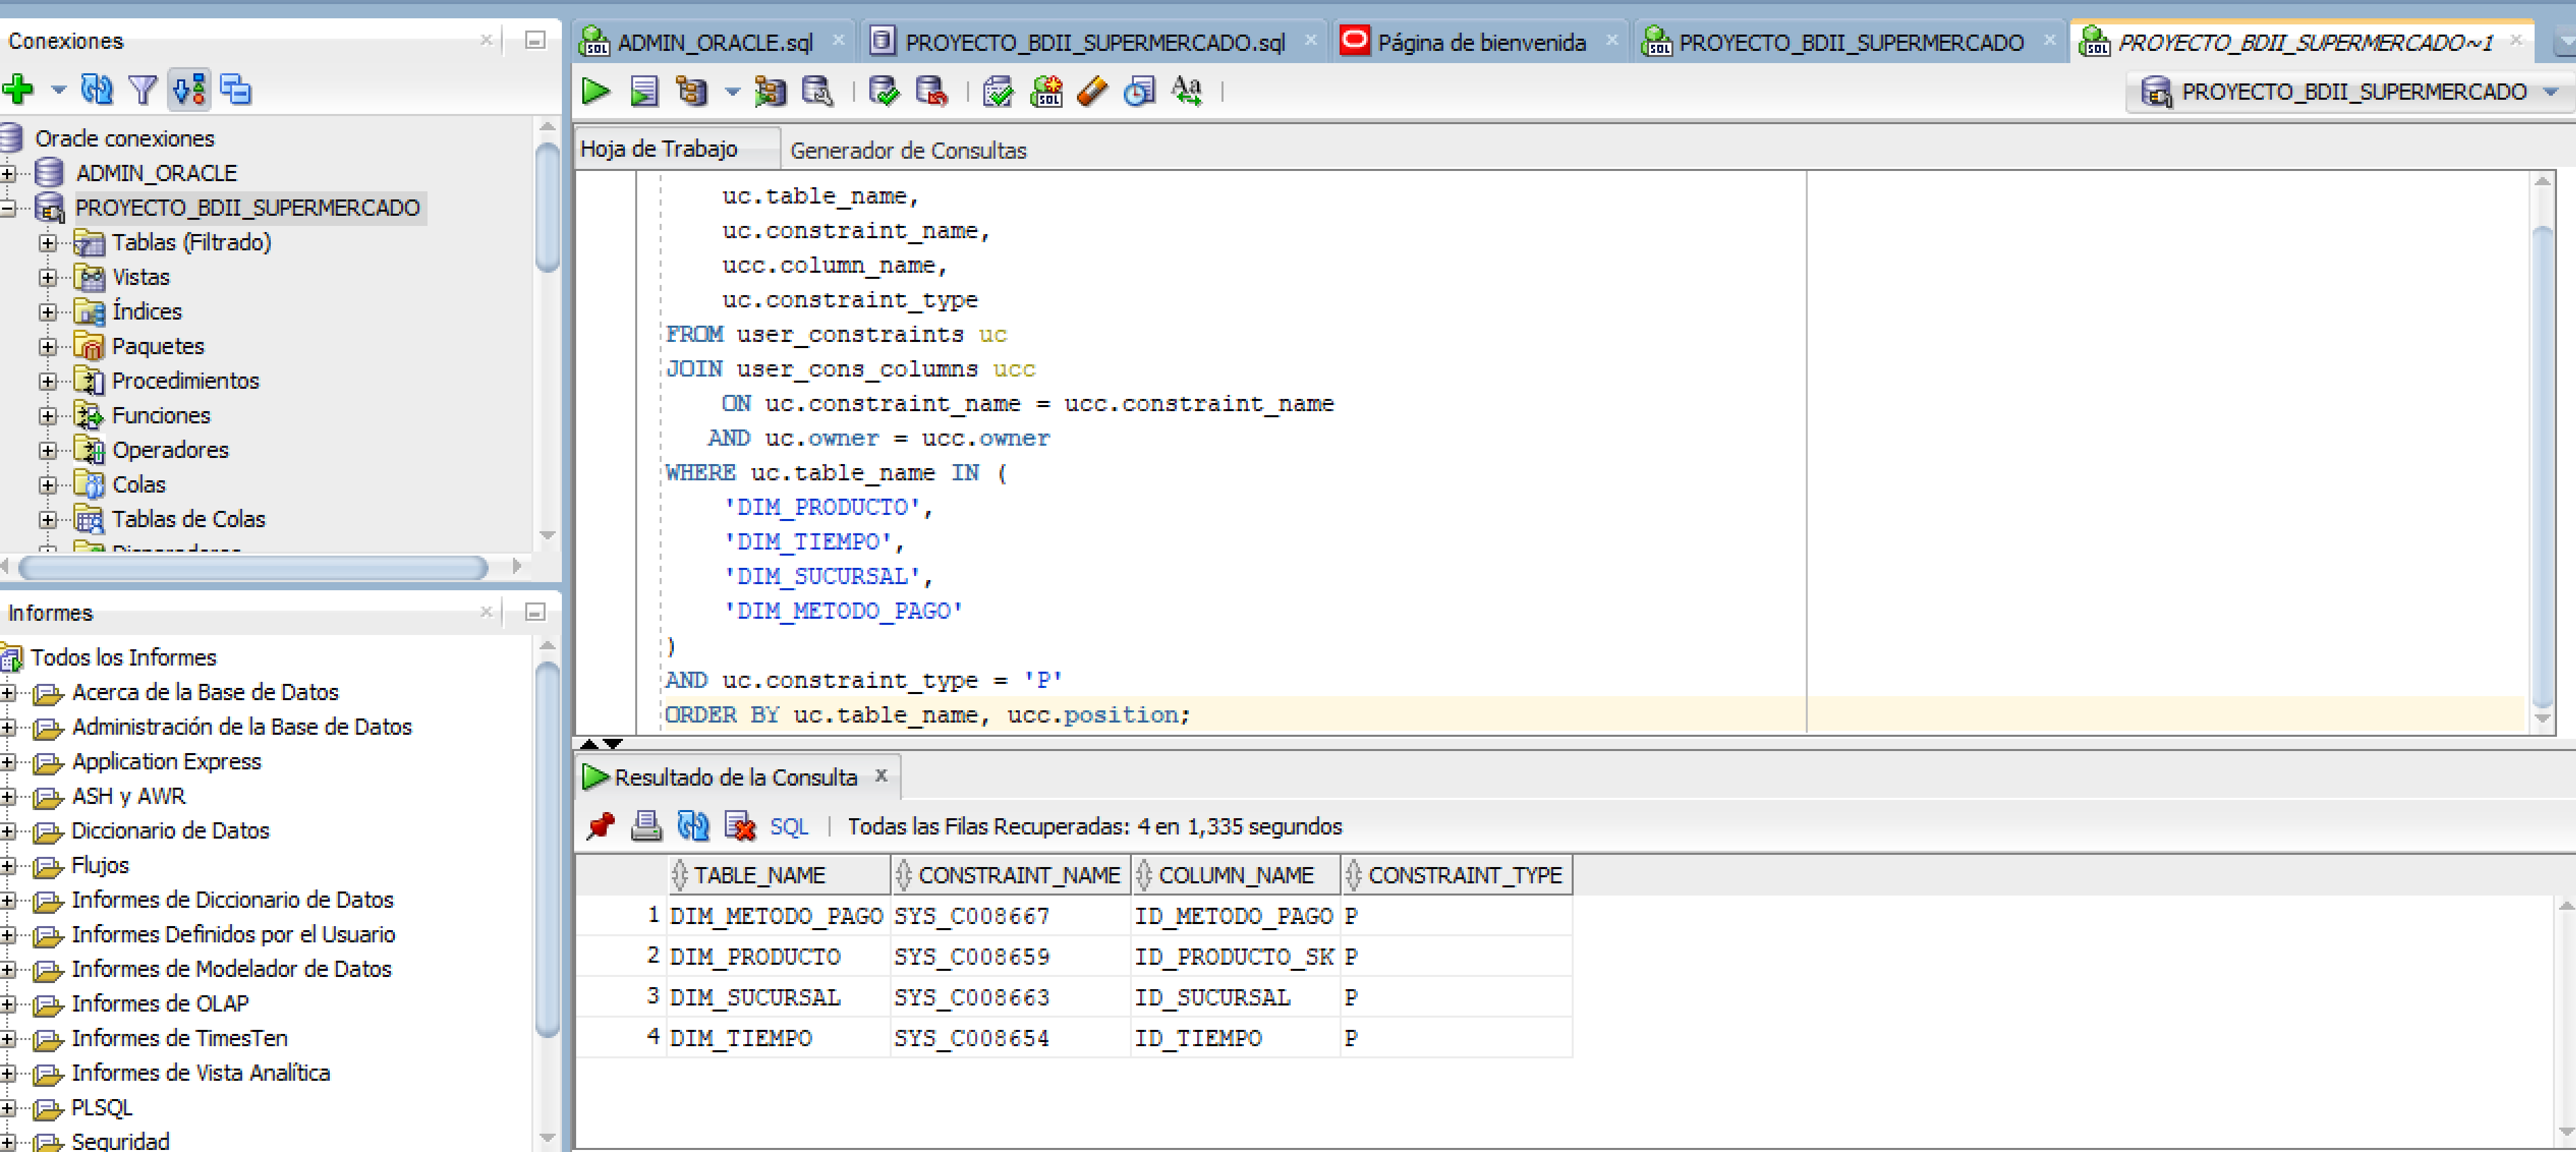 Conexiones
Oracle conexiones
ADMIN_ORACLE
PROYECTO_BDII_SUPERMERCADO
Tablas (Filtrado)
Vistas
Índices
Paquetes
Procedimientos
Funciones
Operadores
Colas
Tablas de Colas
Informes
Todos los Informes
Acerca de la Base de Datos
Administración de la Base de Datos
Application Express
ASH y AWR
Diccionario de Datos
Flujos
Informes de Diccionario de Datos
Informes Definidos por el Usuario
Informes de Modelador de Datos
Informes de OLAP
Informes de TimesTen
Informes de Vista Analítica
PLSQL
Seguridad
ADMIN_ORACLE.sql PROYECTO_BDII_SUPERMERCADO.sql Página de bienvenida PROYECTO_BDII_SUPERMERCADO PROYECTO_BDII_SUPERMERCADO~1
PROYECTO_BDII_SUPERMERCADO
Hoja de Trabajo Generador de Consultas
uc.table_name,
uc.constraint_name,
ucc.column_name,
uc.constraint_type
FROM user_constraints uc
JOIN user_cons_columns ucc
ON uc.constraint_name = ucc.constraint_name
AND uc.owner = ucc.owner
WHERE uc.table_name IN (
'DIM_PRODUCTO',
'DIM_TIEMPO',
'DIM_SUCURSAL',
'DIM_METODO_PAGO'
)
AND uc.constraint_type = 'P'
ORDER BY uc.table_name, ucc.position;
Resultado de la Consulta x
SQL | Todas las Filas Recuperadas: 4 en 1,335 segundos
TABLE_NAME CONSTRAINT_NAME COLUMN_NAME CONSTRAINT_TYPE
1 DIM_METODO_PAGO SYS_C008667 ID_METODO_PAGO P
2 DIM_PRODUCTO SYS_C008659 ID_PRODUCTO_SK P
3 DIM_SUCURSAL SYS_C008663 ID_SUCURSAL P
4 DIM_TIEMPO SYS_C008654 ID_TIEMPO P